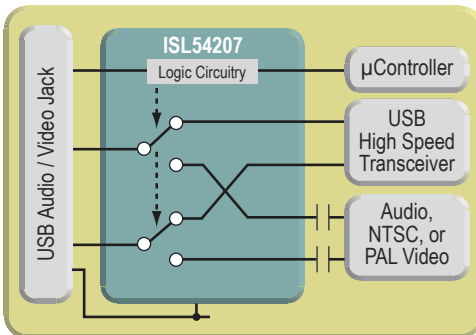 ISL54207
Logic Circuitry
µController
USB Audio / Video Jack
USB
High Speed
Transceiver
Audio,
NTSC, or
PAL Video